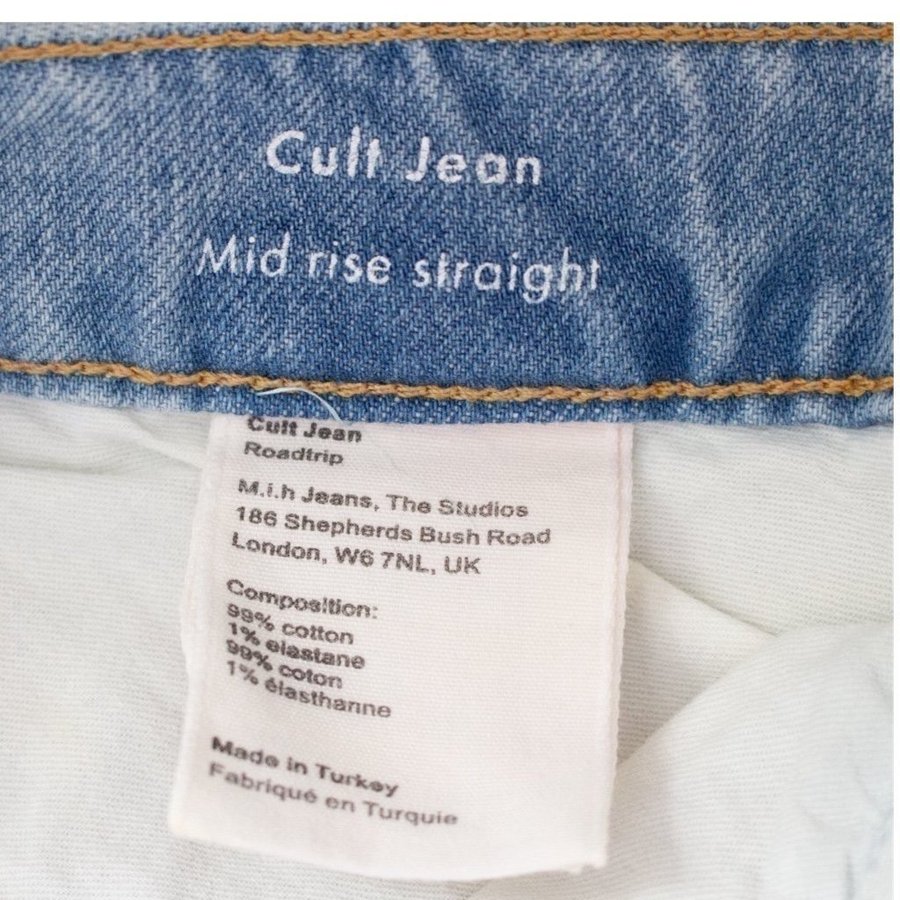 Cult Jean
Mid rise straight
Cult Jean
Roadtrip
M.i.h Jeans, The Studios
186 Shepherds Bush Road
London, W6 7NL, UK
Composition:
99% cotton
1% elastane
99% coton
1% élasthanne
Made in Turkey
Fabriqué en Turquie